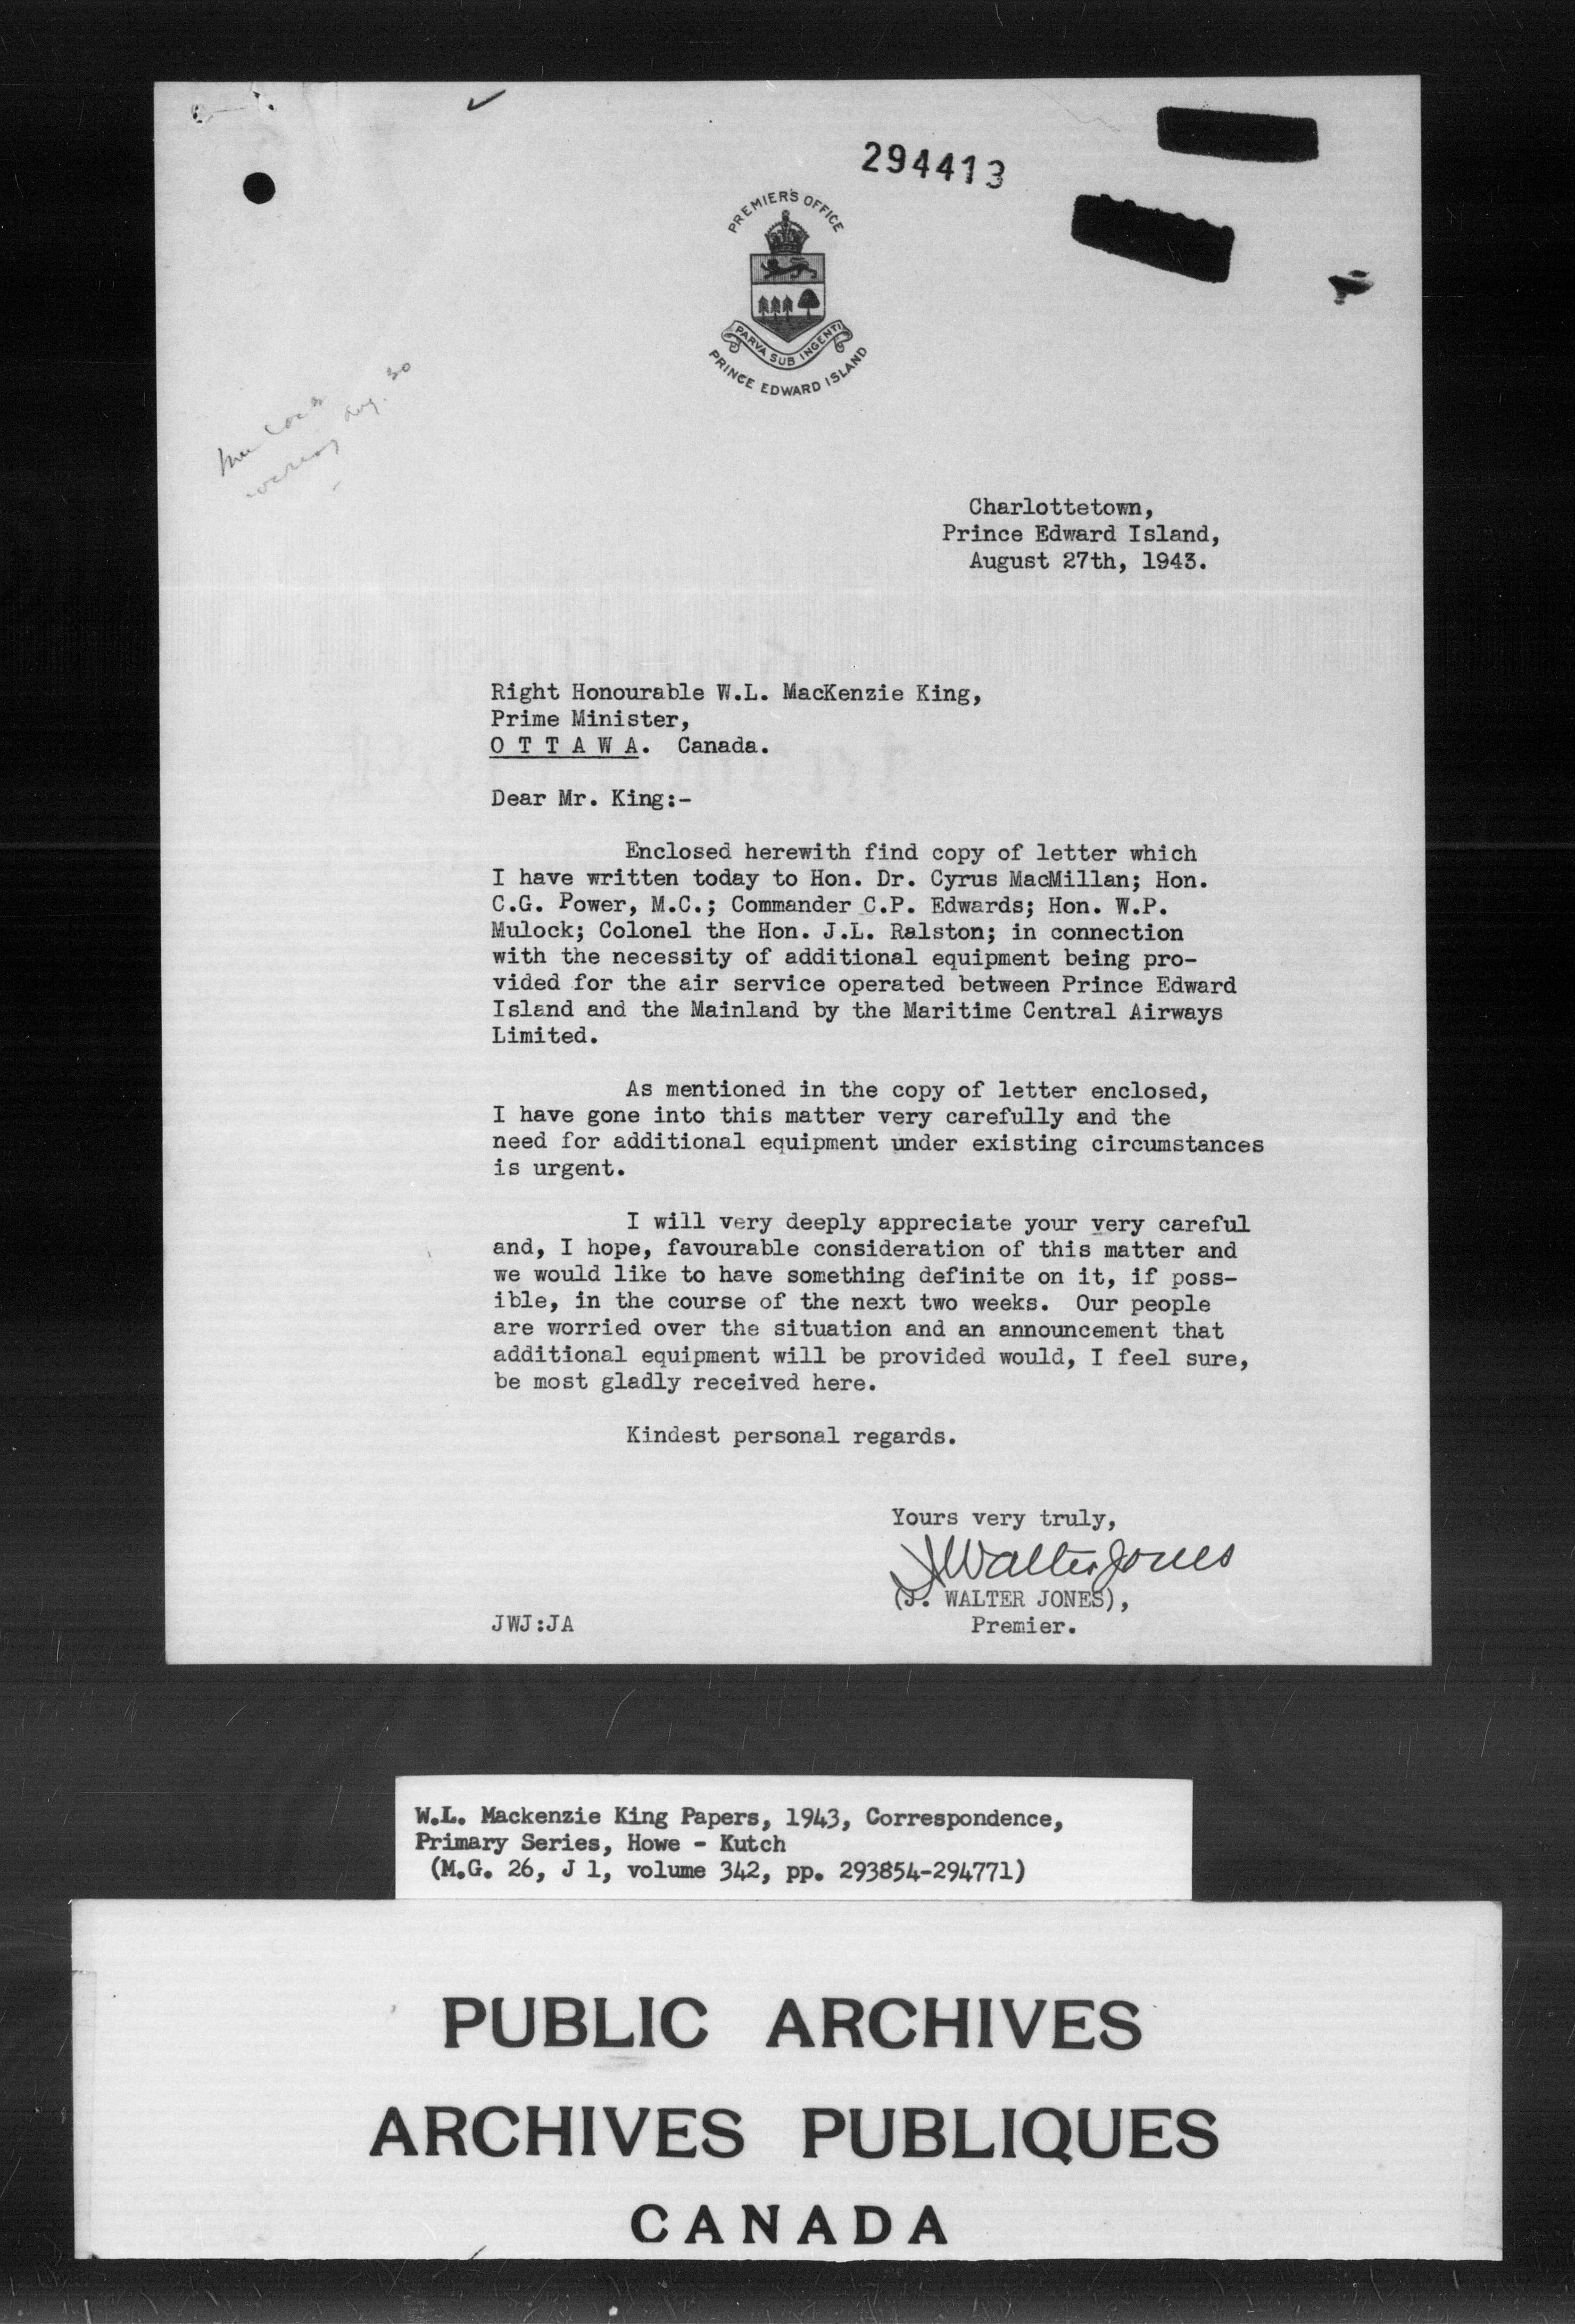 294413
PREMIER'S OFFICE
PARVA SUB INGENTI
PRINCE EDWARD ISLAND
Aug. 30
Charlottetown,
Prince Edward Island,
August 27th, 1943.
Right Honourable W.L. MacKenzie King,
Prime Minister,
O T T A W A. Canada.
Dear Mr. King:-
Enclosed herewith find copy of letter which
I have written today to Hon. Dr. Cyrus MacMillan; Hon.
C.G. Power, M.C.; Commander C.P. Edwards; Hon. W.P.
Mulock; Colonel the Hon. J.L. Ralston; in connection
with the necessity of additional equipment being pro-
vided for the air service operated between Prince Edward
Island and the Mainland by the Maritime Central Airways
Limited.
As mentioned in the copy of letter enclosed,
I have gone into this matter very carefully and the
need for additional equipment under existing circumstances
is urgent.
I will very deeply appreciate your very careful
and, I hope, favourable consideration of this matter and
we would like to have something definite on it, if poss-
ible, in the course of the next two weeks. Our people
are worried over the situation and an announcement that
additional equipment will be provided would, I feel sure,
be most gladly received here.
Kindest personal regards.
Yours very truly,
J Walter Jones
(J. WALTER JONES),
JWJ:JA Premier.
W.L. Mackenzie King Papers, 1943, Correspondence,
Primary Series, Howe - Kutch
(M.G. 26, J 1, volume 342, pp. 293854-294771)
PUBLIC ARCHIVES
ARCHIVES PUBLIQUES
CANADA